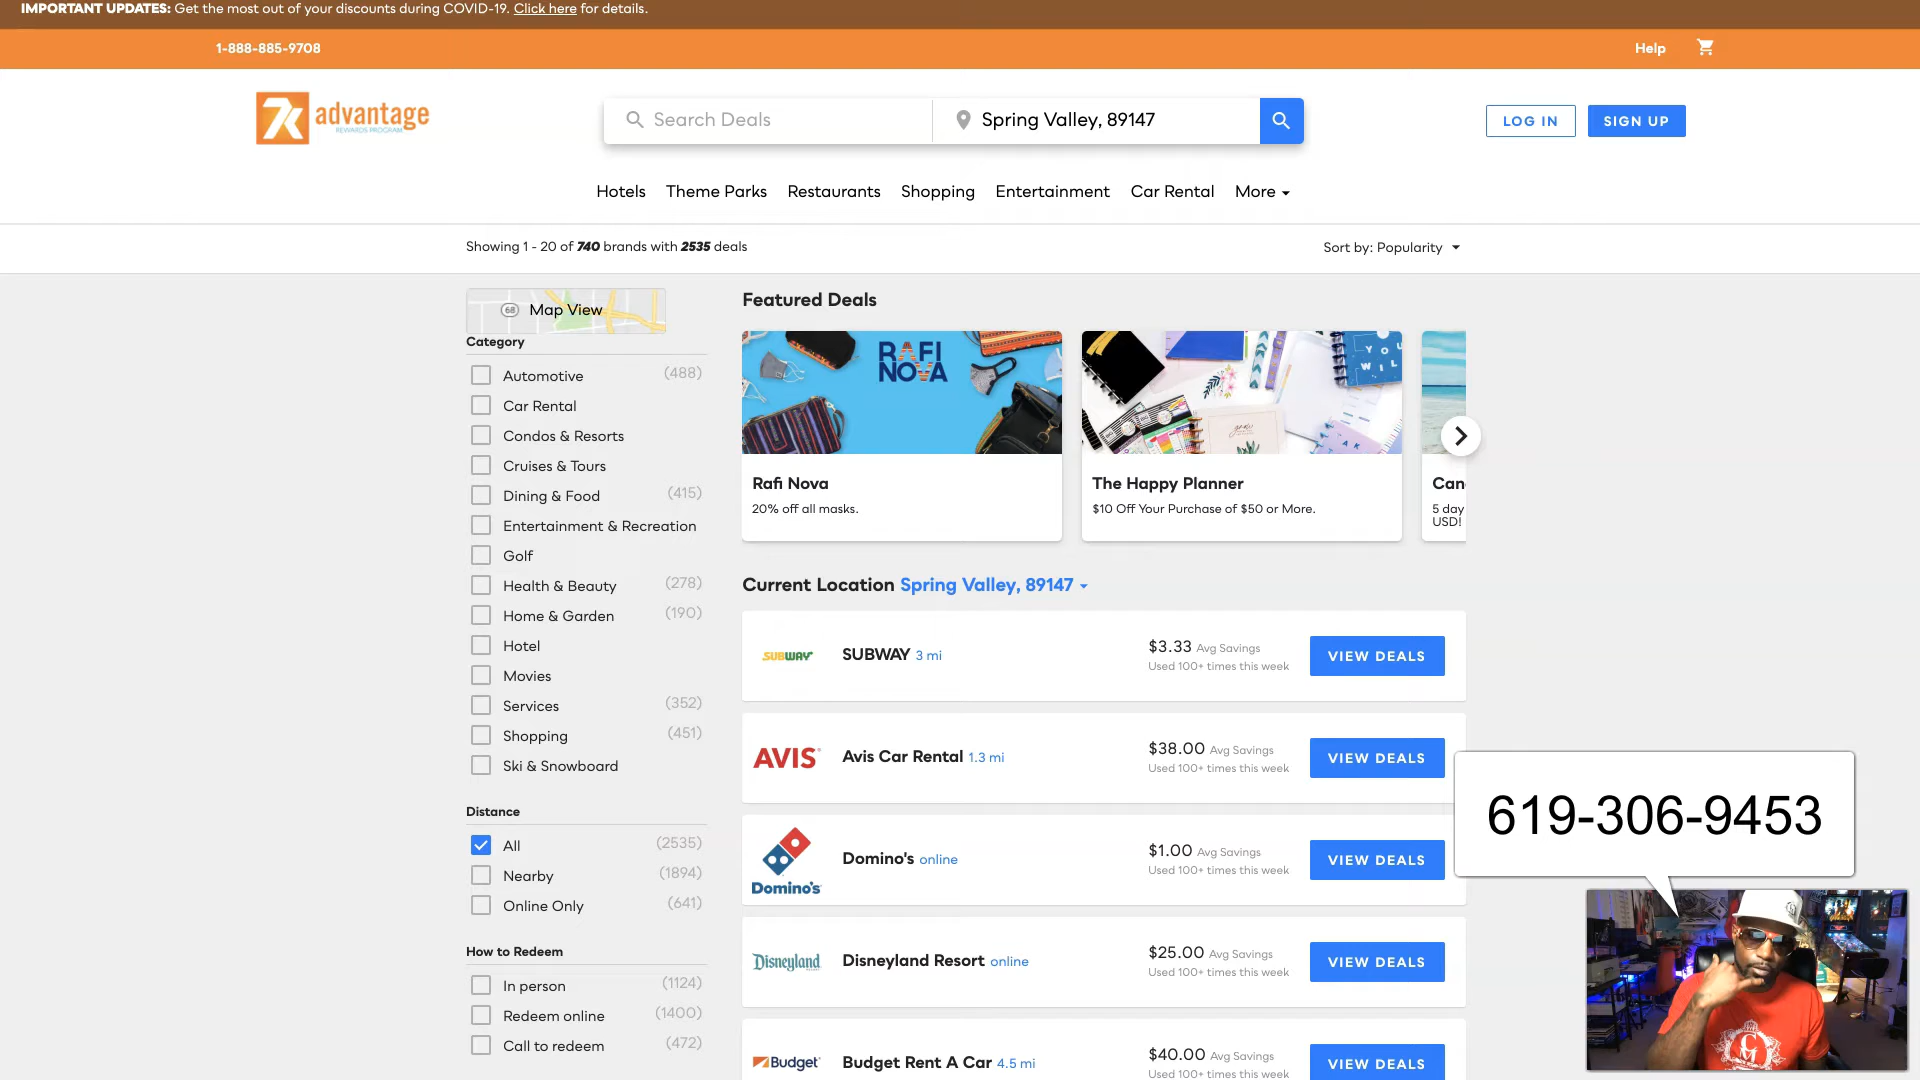 IMPORTANT UPDATES: Get the most out of your discounts during COVID-19. Click here for details.
1-888-885-9708
Help
7K advantage
REWARDS PROGRAM
Search Deals
Spring Valley, 89147
LOG IN
SIGN UP
Hotels Theme Parks Restaurants Shopping Entertainment Car Rental More
Showing 1 - 20 of 740 brands with 2535 deals
Sort by: Popularity
68 Map View
Category
Automotive (488)
Car Rental
Condos & Resorts
Cruises & Tours
Dining & Food (415)
Entertainment & Recreation
Golf
Health & Beauty (278)
Home & Garden (190)
Hotel
Movies
Services (352)
Shopping (451)
Ski & Snowboard
Distance
All (2535)
Nearby (1894)
Online Only (641)
How to Redeem
In person (1124)
Redeem online (1400)
Call to redeem (472)
Featured Deals
RAFI
NOVA
Rafi Nova
20% off all masks.
The Happy Planner
$10 Off Your Purchase of $50 or More.
Can
5 day
USD!
Current Location Spring Valley, 89147
SUBWAY
SUBWAY 3 mi
$3.33 Avg Savings
Used 100+ times this week
VIEW DEALS
AVIS
Avis Car Rental 1.3 mi
$38.00 Avg Savings
Used 100+ times this week
VIEW DEALS
Domino's
Domino's online
$1.00 Avg Savings
Used 100+ times this week
VIEW DEALS
Disneyland
Disneyland Resort online
$25.00 Avg Savings
Used 100+ times this week
VIEW DEALS
Budget
Budget Rent A Car 4.5 mi
$40.00 Avg Savings
Used 100+ times this week
VIEW DEALS
619-306-9453